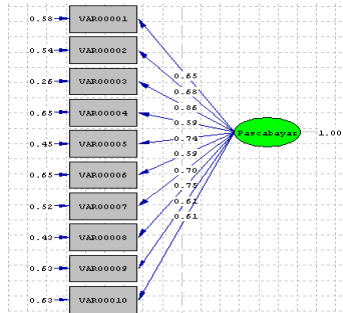 0.58 VAR00001
0.54 VAR00002
0.26 VAR00003
0.65 VAR00004
0.45 VAR00005
0.65 VAR00006
0.52 VAR00007
0.43 VAR00008
0.63 VAR00009
0.63 VAR00010
0.65
0.68
0.86
0.59
0.74
0.59
0.70
0.75
0.61
0.61
Pascabayar 1.00